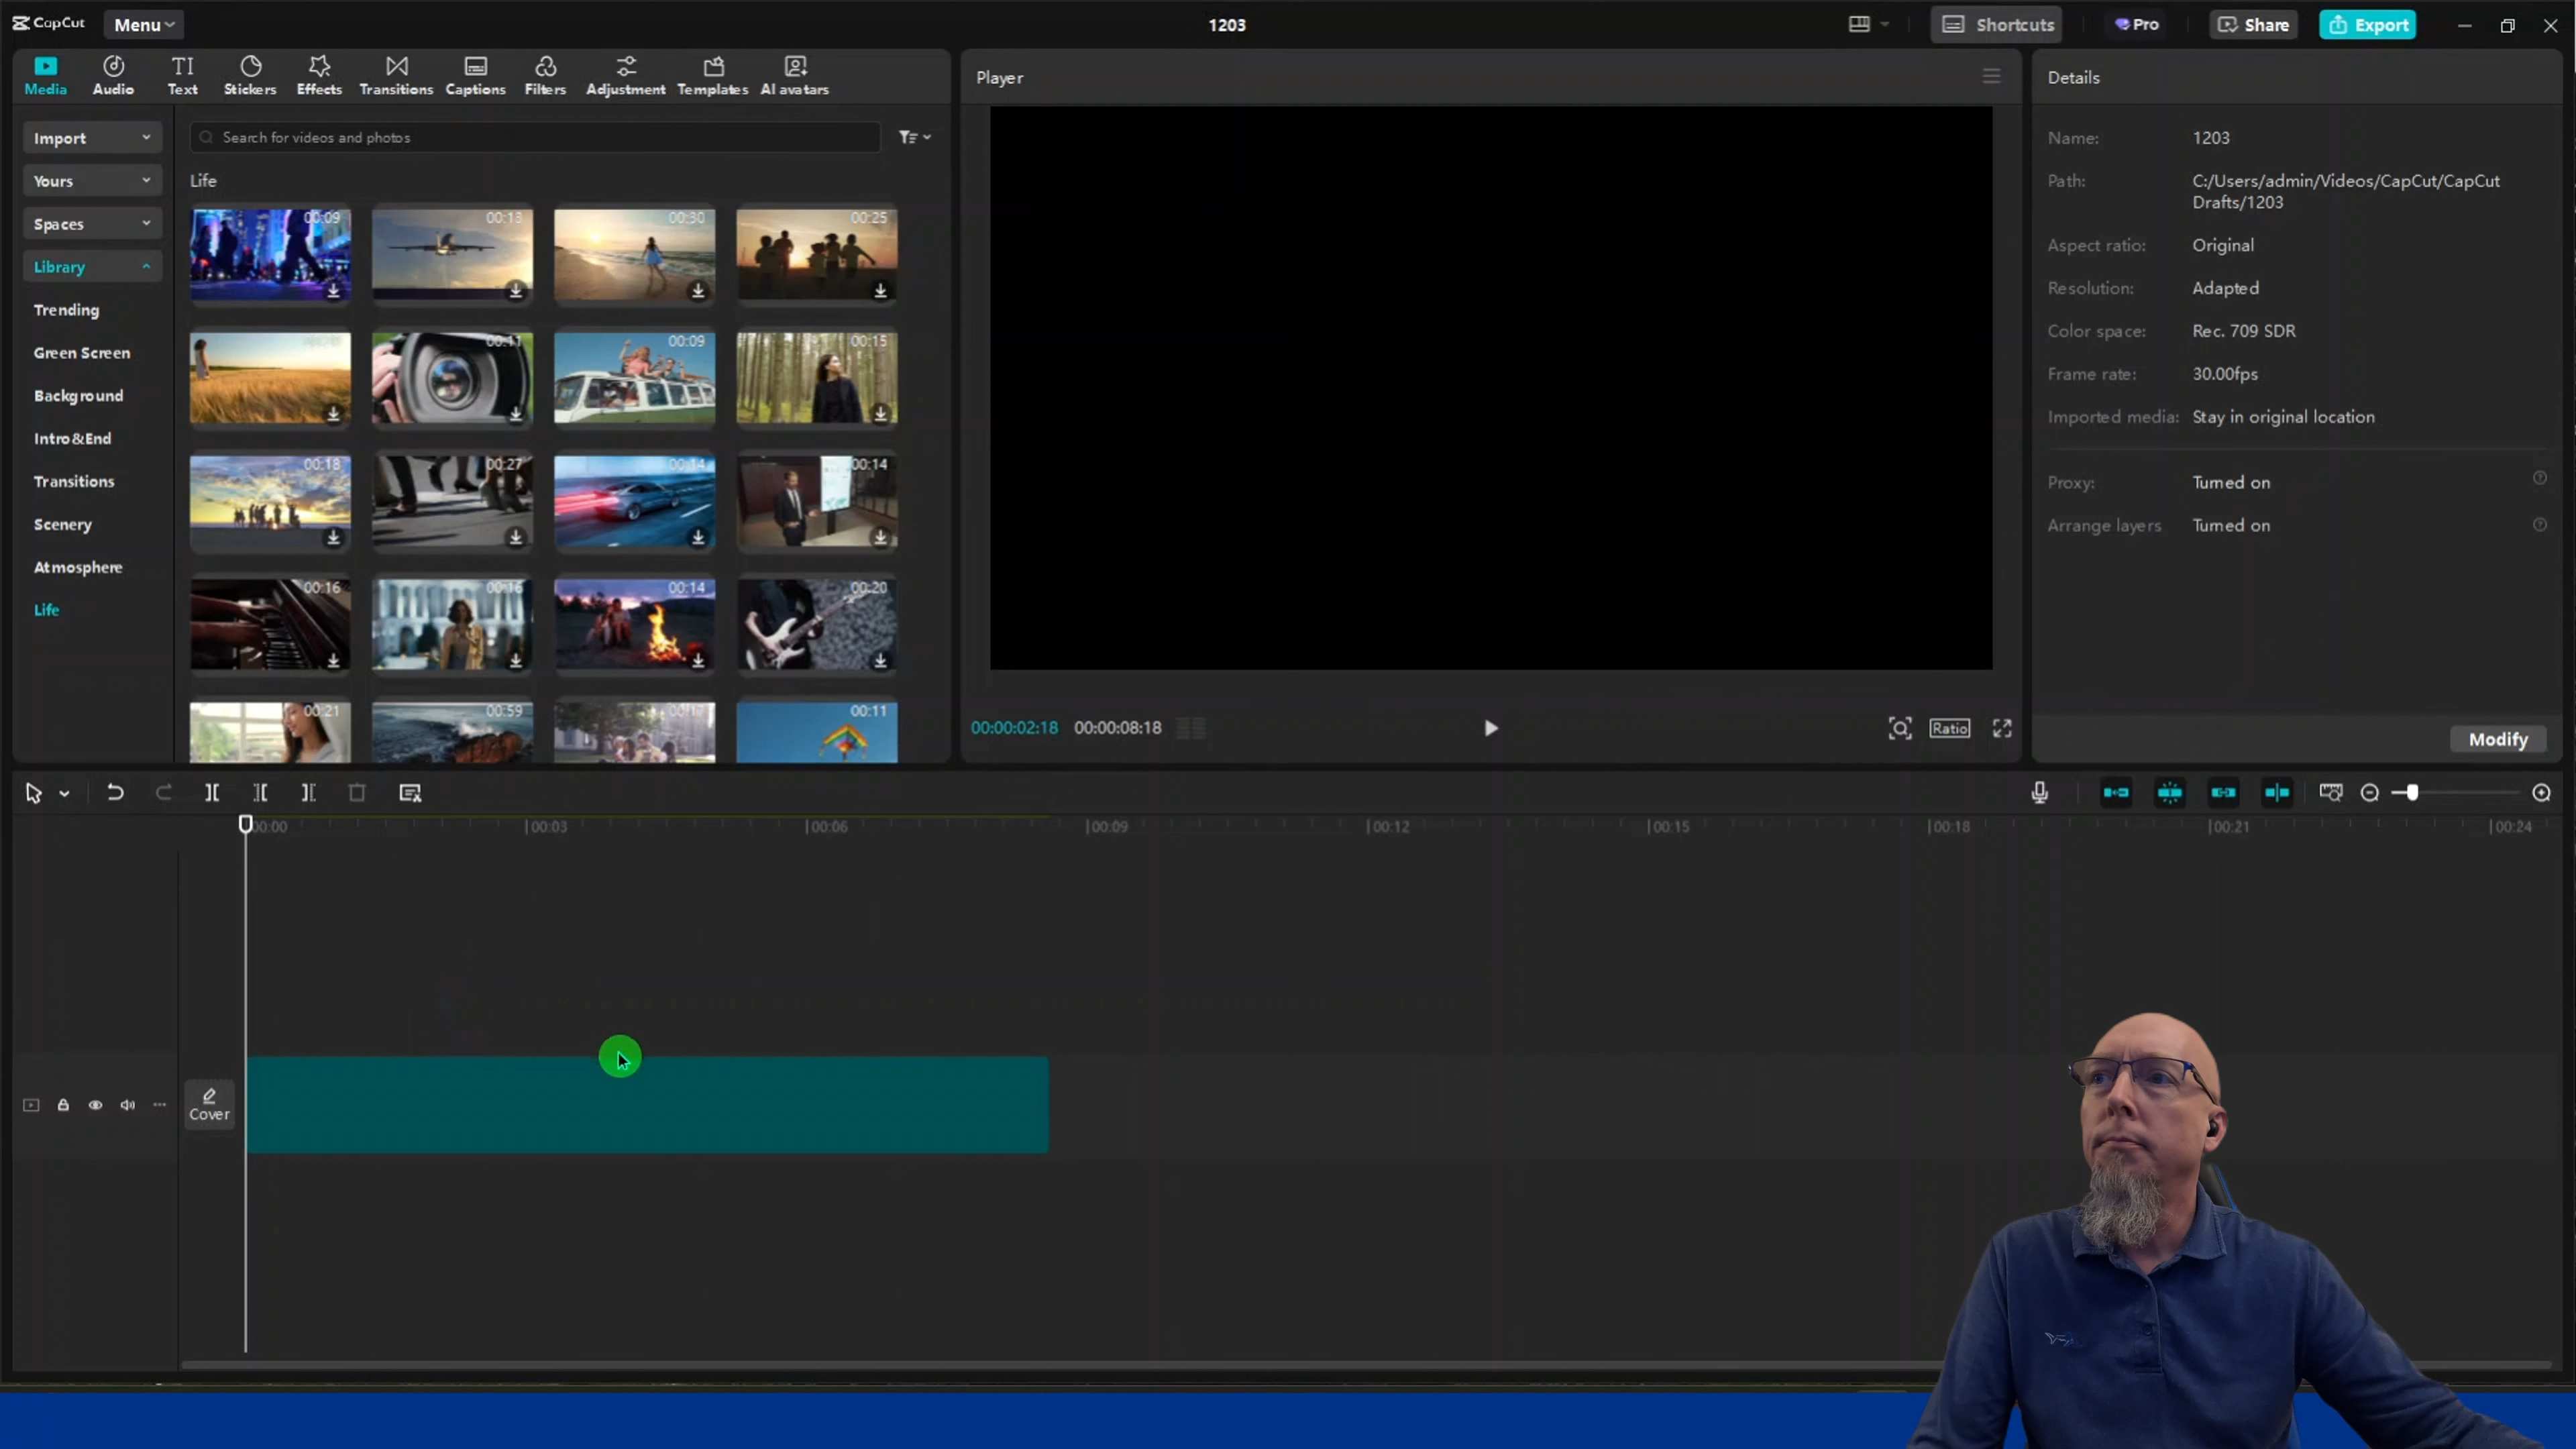 CapCut
Menu
1203
Shortcuts
Pro
Share
Export
Media
Audio
TI
Text
Stickers
Effects
Transitions
Captions
Filters
Adjustment
Templates
AI avatars
Import
Yours
Spaces
Library
Trending
Green Screen
Background
Intro&End
Transitions
Scenery
Atmosphere
Life
Search for videos and photos
Life
00:09
00:13
00:30
00:25
00:11
00:09
00:15
00:18
00:27
00:14
00:14
00:16
00:16
00:14
00:20
00:21
00:59
00:11
Player
00:00:02:18
00:00:08:18
Ratio
Details
Name: 1203
Path: C:/Users/admin/Videos/CapCut/CapCut
Drafts/1203
Aspect ratio: Original
Resolution: Adapted
Color space: Rec. 709 SDR
Frame rate: 30.00fps
Imported media: Stay in original location
Proxy: Turned on
Arrange layers Turned on
Modify
00:00
00:03
00:06
00:09
00:12
00:15
00:18
00:21
00:24
Cover